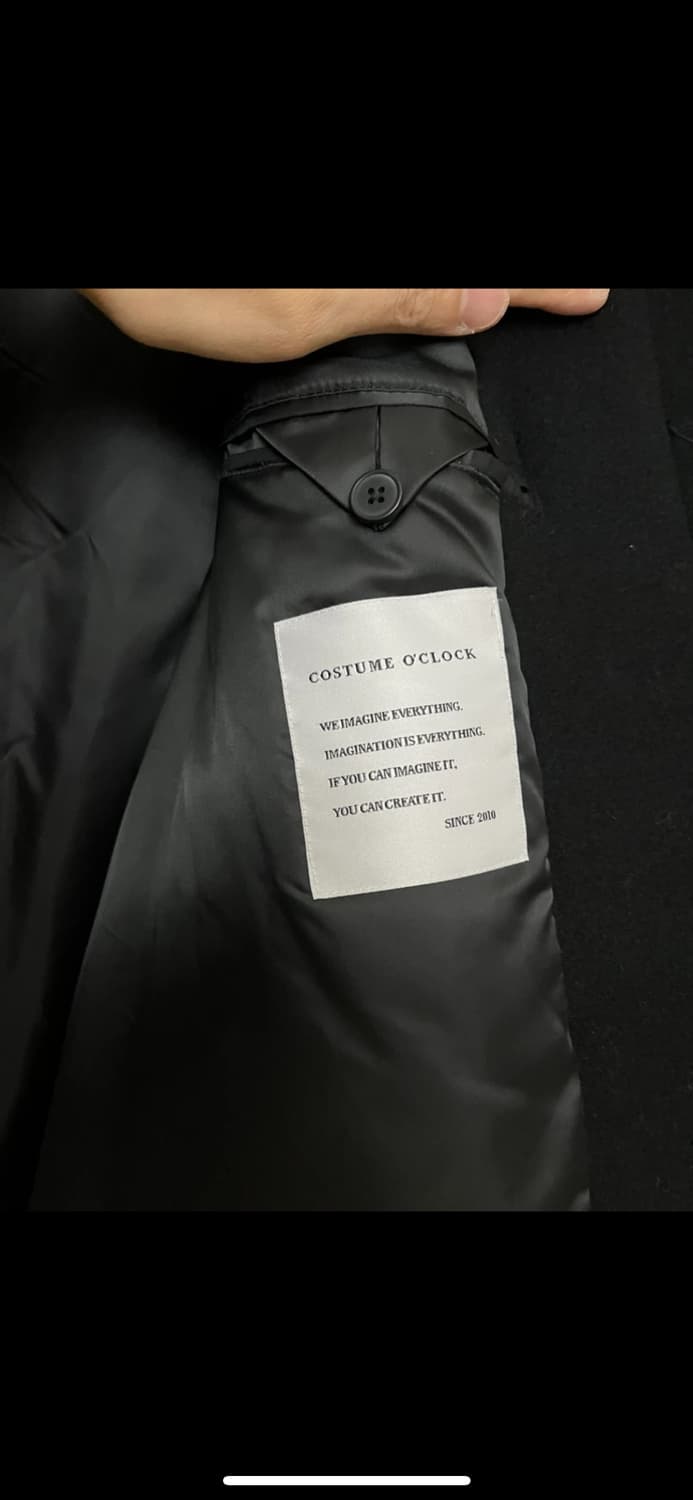 COSTUME O'CLOCK
WE IMAGINE EVERYTHING.
IMAGINATION IS EVERYTHING.
IF YOU CAN IMAGINE IT,
YOU CAN CREATE IT.
SINCE 2010